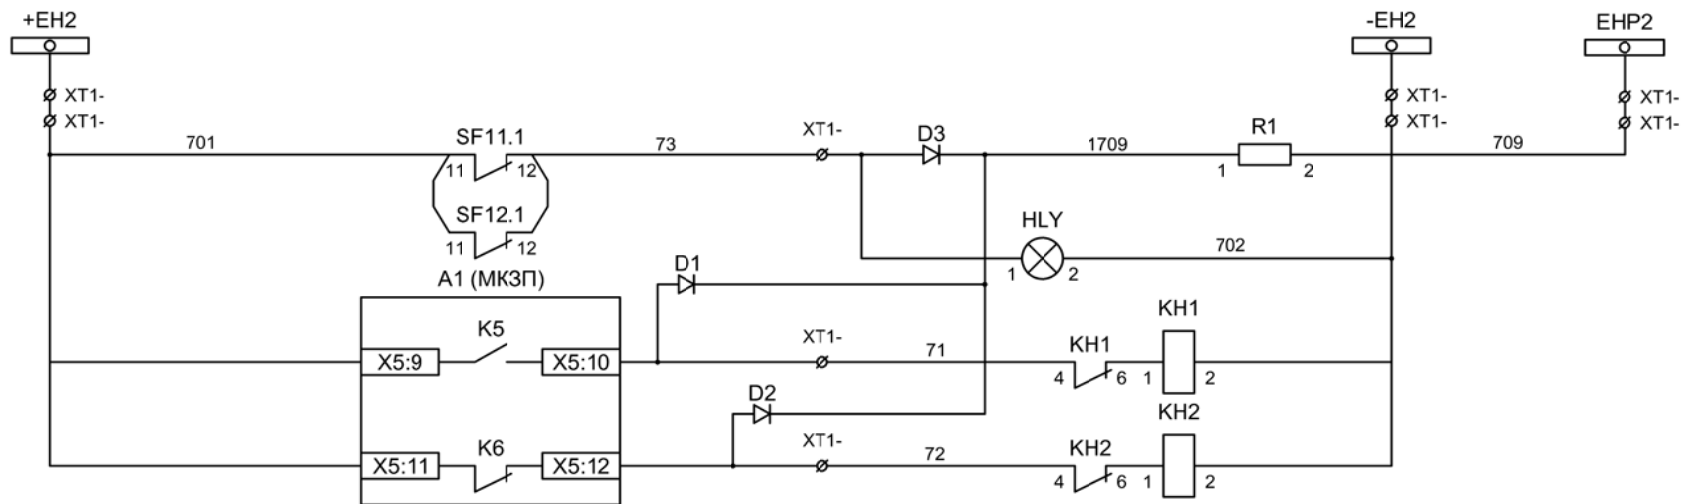 +EH2
-EH2
EHP2
XT1-
XT1-
XT1-
XT1-
XT1-
XT1-
701
SF11.1
73
XT1-
D3
1709
R1
709
11
12
1
2
SF12.1
11
12
HLY
702
1
2
A1 (МКЗП)
D1
K5
XT1-
71
KH1
KH1
X5:9
X5:10
4
6
1
2
D2
K6
XT1-
72
KH2
KH2
X5:11
X5:12
4
6
1
2